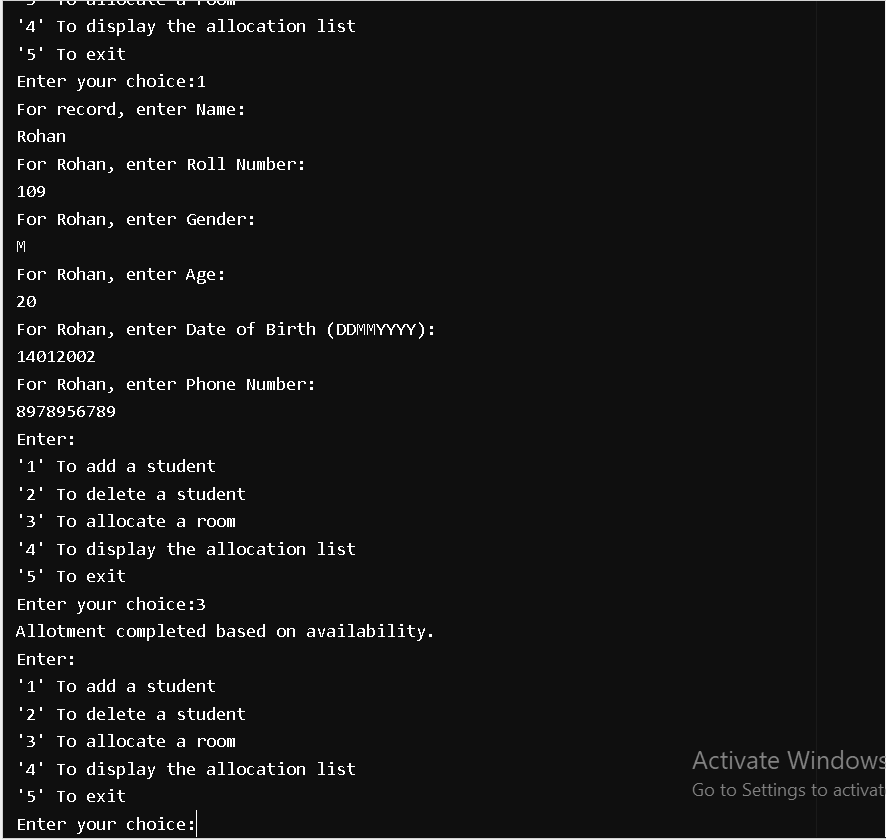 '3' To allocate a room
'4' To display the allocation list
'5' To exit
Enter your choice:1
For record, enter Name:
Rohan
For Rohan, enter Roll Number:
109
For Rohan, enter Gender:
M
For Rohan, enter Age:
20
For Rohan, enter Date of Birth (DDMMYYYY):
14012002
For Rohan, enter Phone Number:
8978956789
Enter:
'1' To add a student
'2' To delete a student
'3' To allocate a room
'4' To display the allocation list
'5' To exit
Enter your choice:3
Allotment completed based on availability.
Enter:
'1' To add a student
'2' To delete a student
'3' To allocate a room
'4' To display the allocation list
'5' To exit
Enter your choice:
Activate Windows
Go to Settings to activat